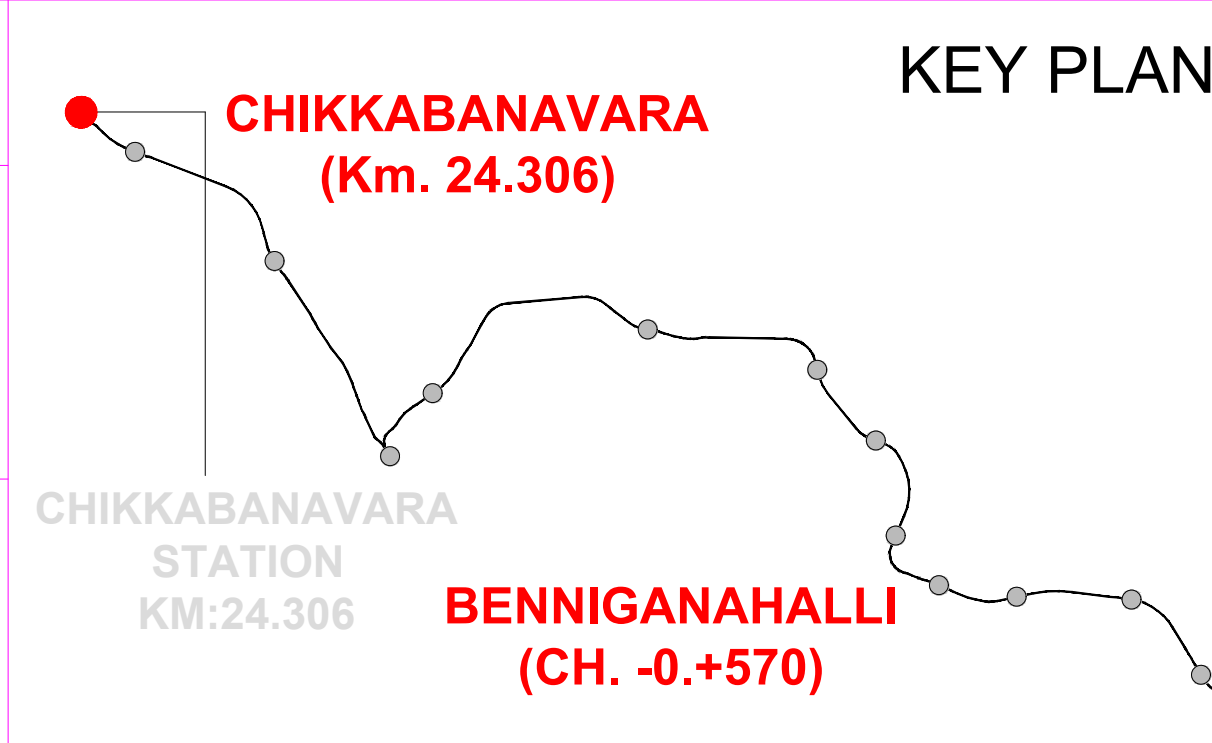 KEY PLAN
CHIKKABANAVARA
(Km. 24.306)
CHIKKABANAVARA
STATION
KM:24.306
BENNIGANAHALLI
(CH. -0.+570)